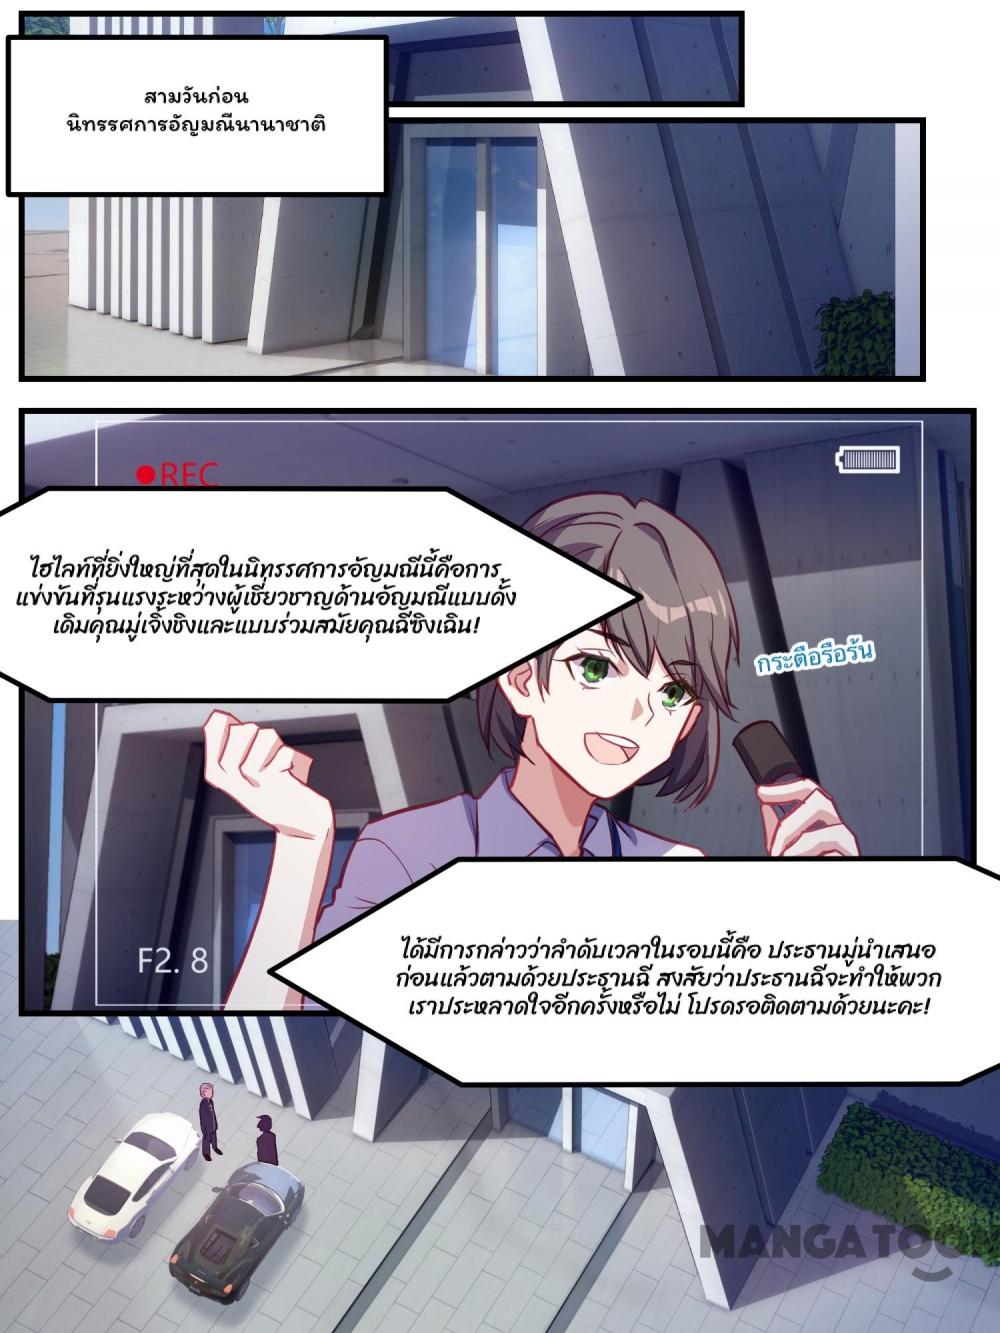 สามวันก่อน
นิทรรศการอัญมณีนานาชาติ
REC
ไฮไลท์ที่ยิ่งใหญ่ที่สุดในนิทรรศการอัญมณีนี้คือการ
แข่งขันที่รุนแรงระหว่างผู้เชี่ยวชาญด้านอัญมณีแบบดั้ง
เดิมคุณมู่เจิ้งชิงและแบบร่วมสมัยคุณฉีซิงเฉิน!
กระตือรือร้น
F2. 8
ได้มีการกล่าวว่าลำดับเวลาในรอบนี้คือ ประธานมู่นำเสนอ
ก่อนแล้วตามด้วยประธานฉี สงสัยว่าประธานฉีจะทำให้พวก
เราประหลาดใจอีกครั้งหรือไม่ โปรดรอติดตามด้วยนะคะ!
MANGATOON